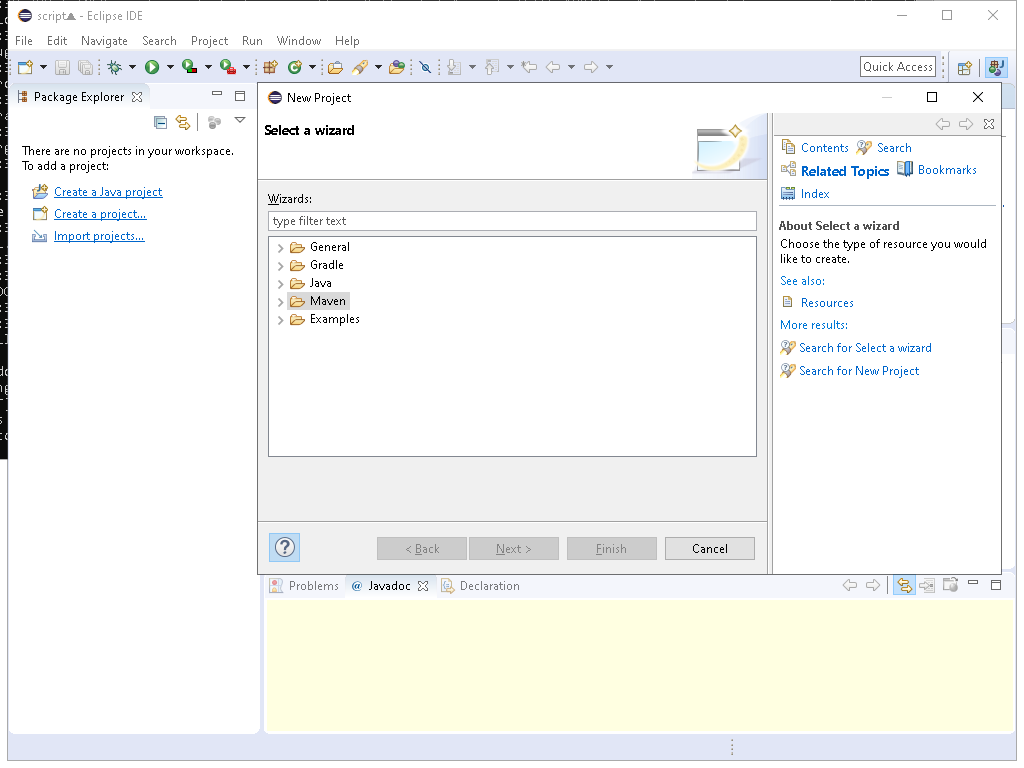 script▲ - Eclipse IDE
File Edit Navigate Search Project Run Window Help
Quick Access
Package Explorer
There are no projects in your workspace.
To add a project:
Create a Java project
Create a project...
Import projects...
New Project
Select a wizard
Wizards:
type filter text
General
Gradle
Java
Maven
Examples
< Back Next > Finish Cancel
Contents Search
Related Topics Bookmarks
Index
About Select a wizard
Choose the type of resource you would
like to create.
See also:
Resources
More results:
Search for Select a wizard
Search for New Project
Problems @ Javadoc Declaration